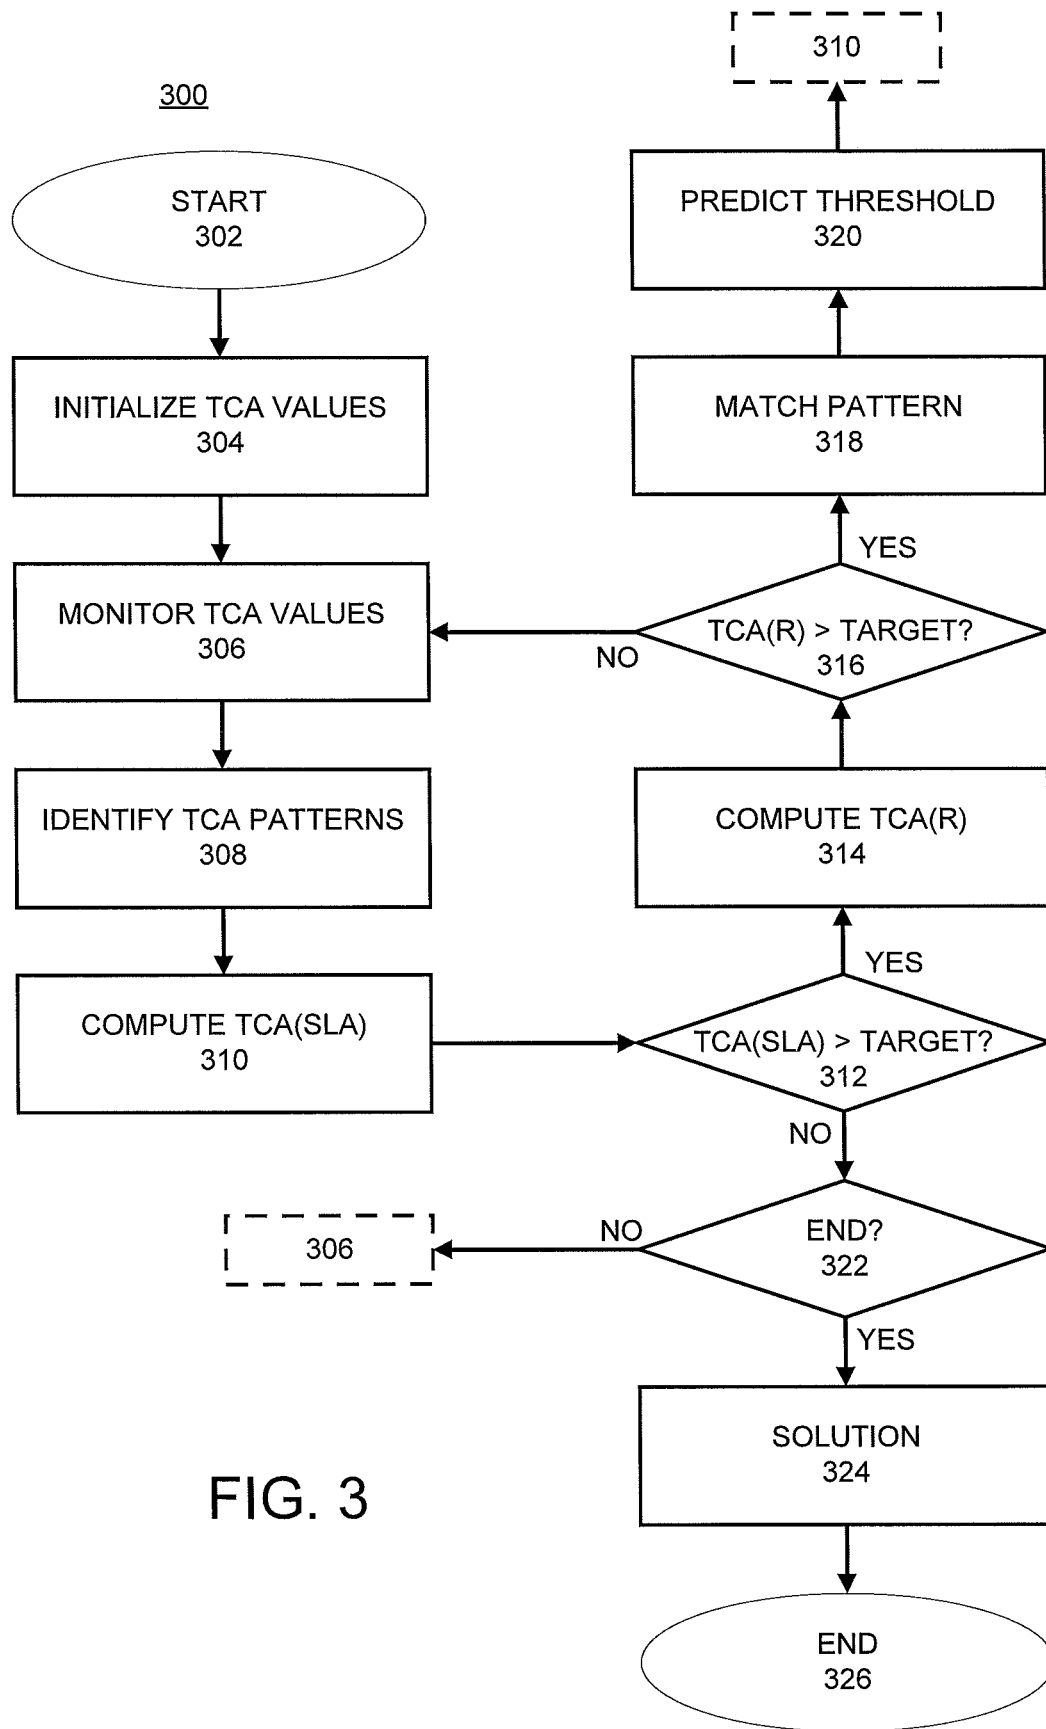 300
START
302
INITIALIZE TCA VALUES
304
MONITOR TCA VALUES
306
IDENTIFY TCA PATTERNS
308
COMPUTE TCA(SLA)
310
310
PREDICT THRESHOLD
320
MATCH PATTERN
318
YES
TCA(R) > TARGET?
316
NO
COMPUTE TCA(R)
314
YES
TCA(SLA) > TARGET?
312
NO
END?
322
NO
306
YES
SOLUTION
324
END
326
FIG. 3